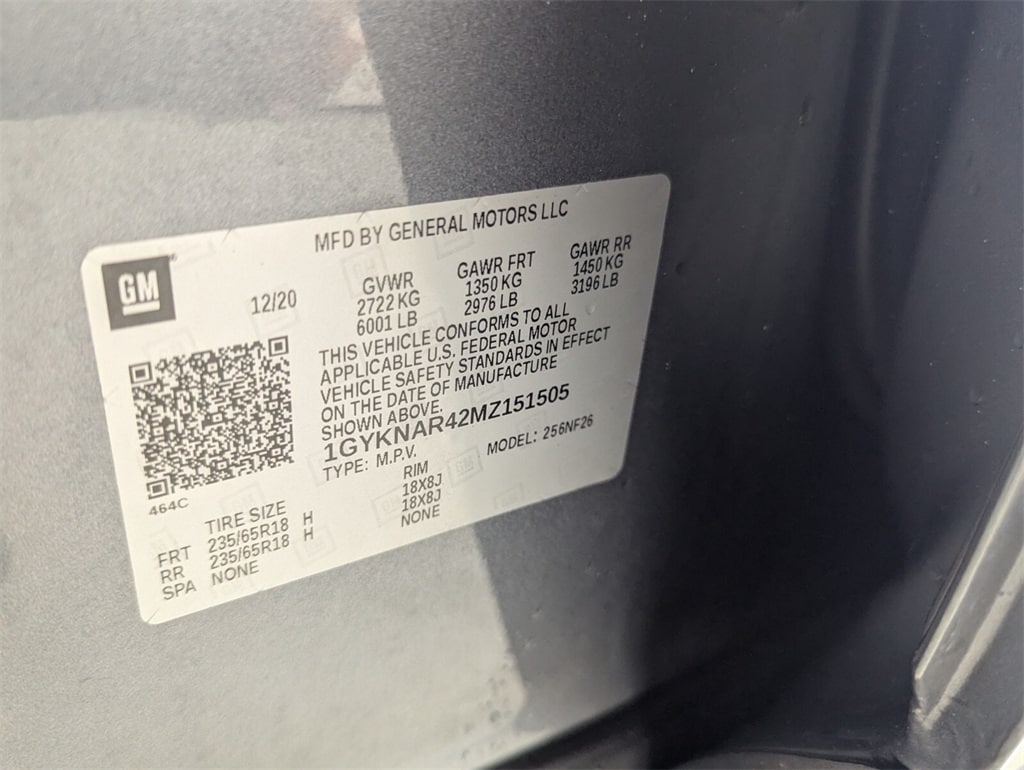 GM
MFD BY GENERAL MOTORS LLC
12/20
GVWR
2722 KG
6001 LB
GAWR FRT
1350 KG
2976 LB
GAWR RR
1450 KG
3196 LB
THIS VEHICLE CONFORMS TO ALL
APPLICABLE U.S. FEDERAL MOTOR
VEHICLE SAFETY STANDARDS IN EFFECT
ON THE DATE OF MANUFACTURE
SHOWN ABOVE.
1GYKNAR42MZ151505
TYPE: M.P.V.
MODEL: 256NF26
464C
TIRE SIZE
RIM
FRT 235/65R18 H 18X8J
RR 235/65R18 H 18X8J
SPA NONE NONE